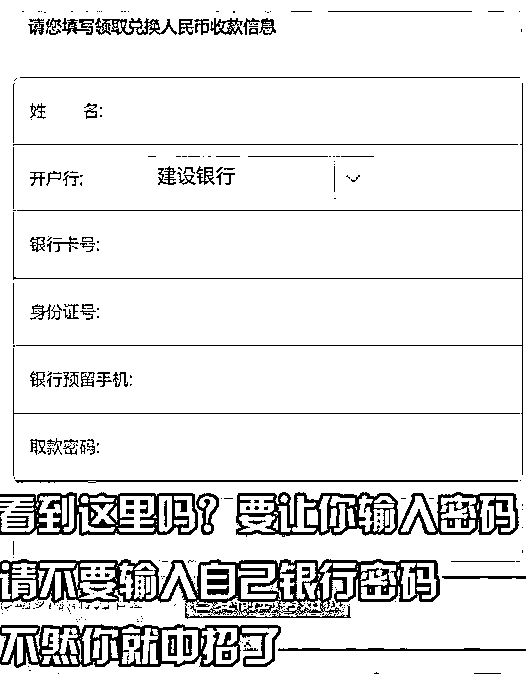 请您填写领取兑换人民币收款信息
姓 名:
开户行: 建设银行
银行卡号:
身份证号:
银行预留手机:
取款密码:
看到这里吗？要让你输入密码
请不要输入自己银行密码
不然你就中招了